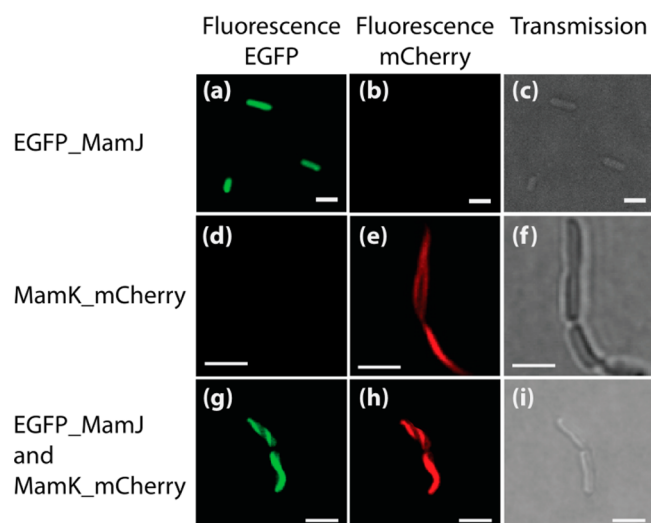 Fluorescence EGFP
Fluorescence mCherry
Transmission
EGFP_MamJ
(a)
(b)
(c)
MamK_mCherry
(d)
(e)
(f)
EGFP_MamJ
and
MamK_mCherry
(g)
(h)
(i)